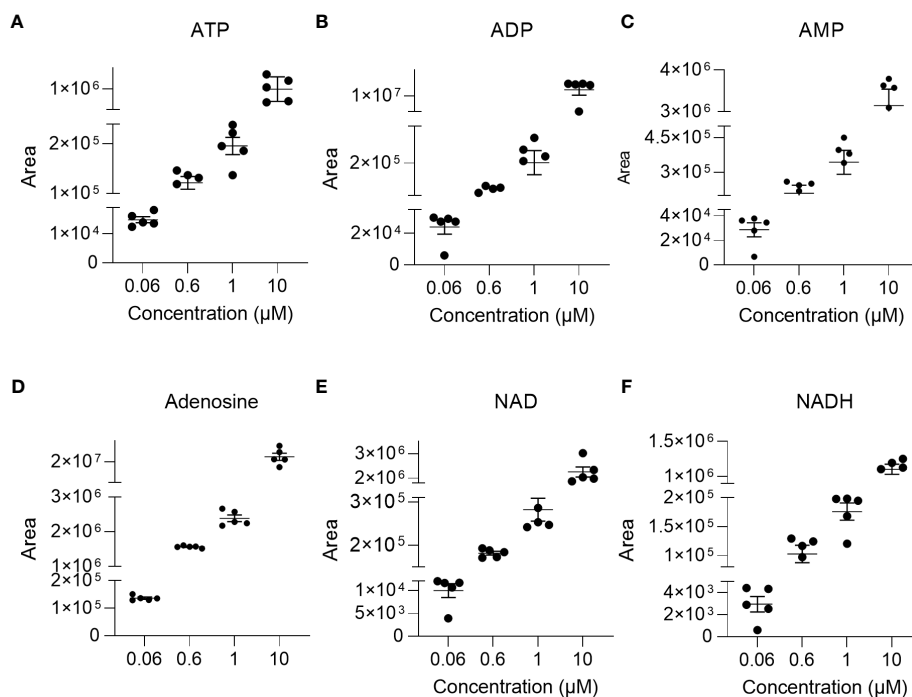 A
ATP
Area
1×10⁶
2×10⁵
1×10⁵
1×10⁴
0
0.06 0.6 1 10
Concentration (µM)
B
ADP
Area
1×10⁷
2×10⁵
2×10⁴
0
0.06 0.6 1 10
Concentration (µM)
C
AMP
Area
4×10⁶
3×10⁶
4.5×10⁵
3×10⁵
4×10⁴
2×10⁴
0
0.06 0.6 1 10
Concentration (µM)
D
Adenosine
Area
2×10⁷
3×10⁶
2×10⁶
1×10⁶
2×10⁵
1×10⁵
0
0.06 0.6 1 10
Concentration (µM)
E
NAD
Area
3×10⁶
2×10⁶
3×10⁵
2×10⁵
1×10⁴
5×10³
0
0.06 0.6 1 10
Concentration (µM)
F
NADH
Area
1.5×10⁶
1×10⁶
2×10⁵
1.5×10⁵
1×10⁵
4×10³
2×10³
0
0.06 0.6 1 10
Concentration (µM)